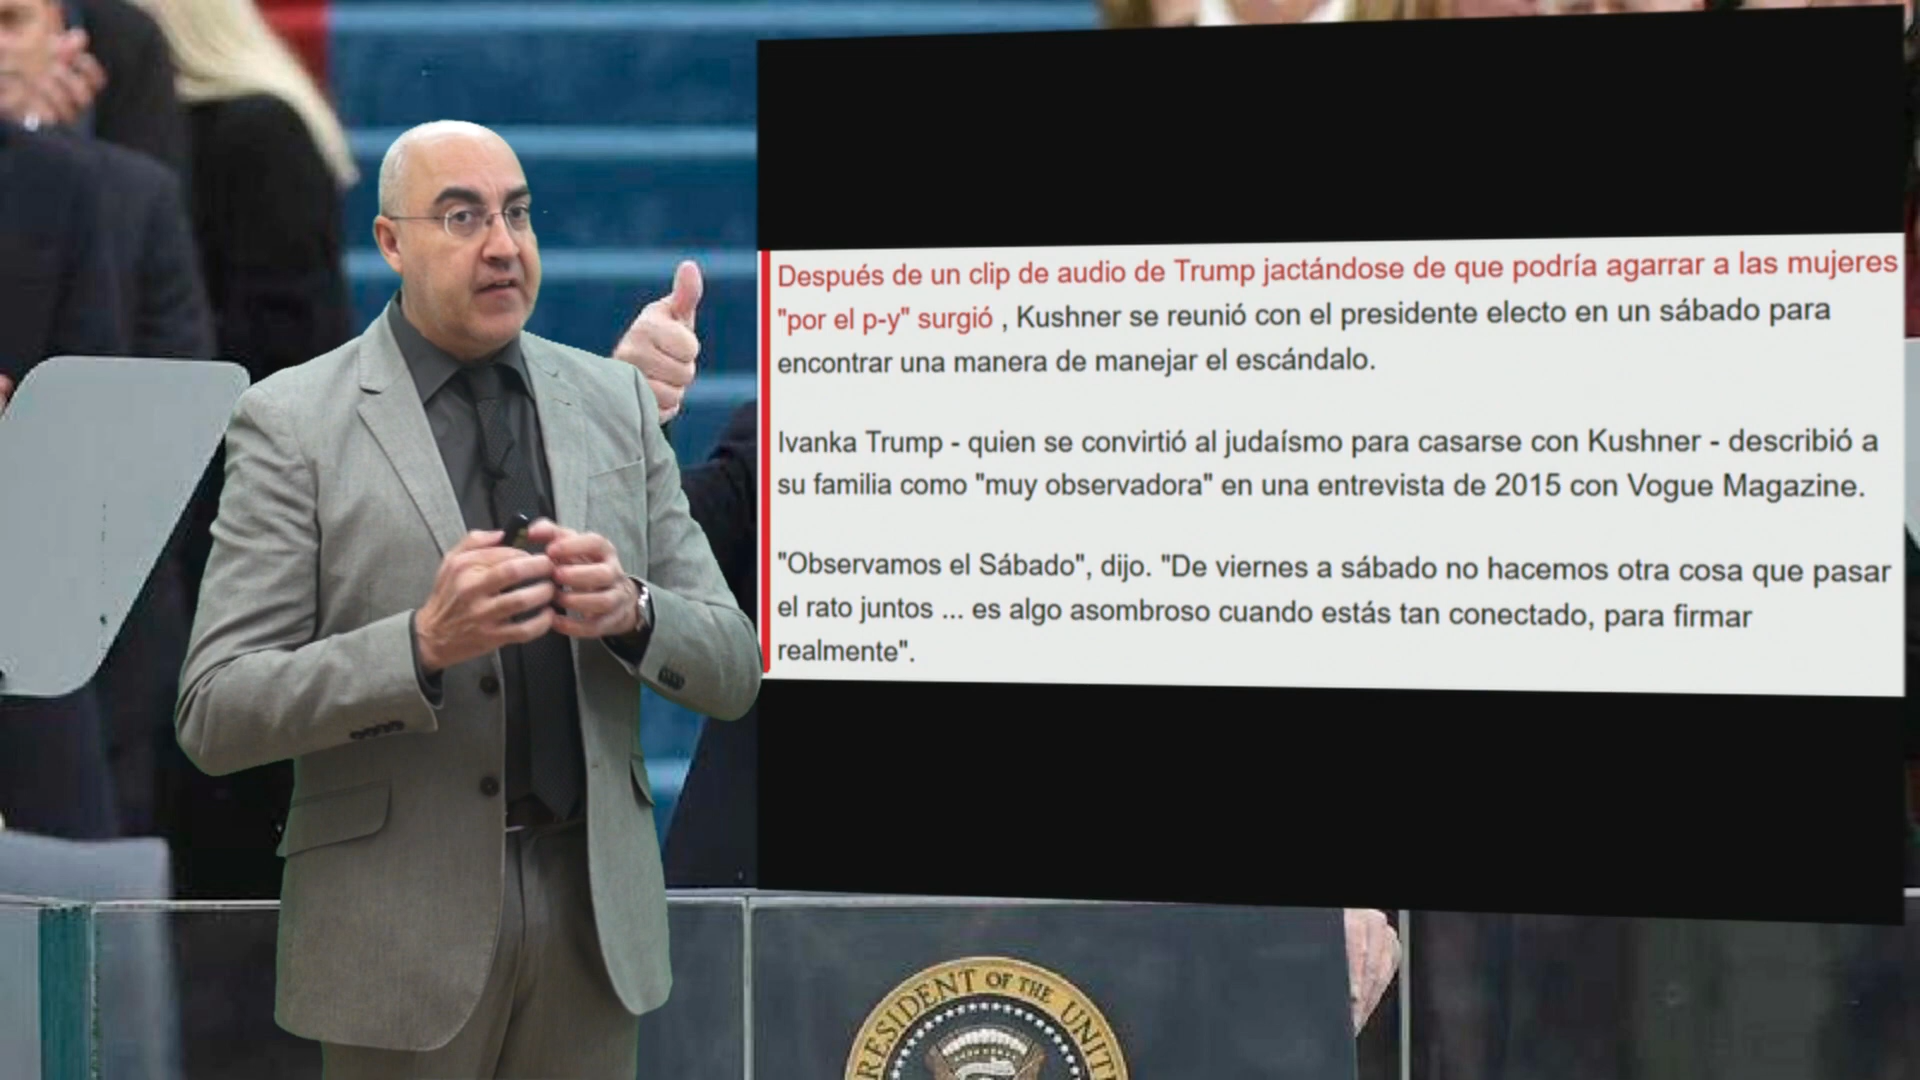 Después de un clip de audio de Trump jactándose de que podría agarrar a las mujeres
"por el p-y" surgió , Kushner se reunió con el presidente electo en un sábado para
encontrar una manera de manejar el escándalo.
Ivanka Trump - quien se convirtió al judaísmo para casarse con Kushner - describió a
su familia como "muy observadora" en una entrevista de 2015 con Vogue Magazine.
"Observamos el Sábado", dijo. "De viernes a sábado no hacemos otra cosa que pasar
el rato juntos ... es algo asombroso cuando estás tan conectado, para firmar
realmente".
RESIDENT OF THE UNIT